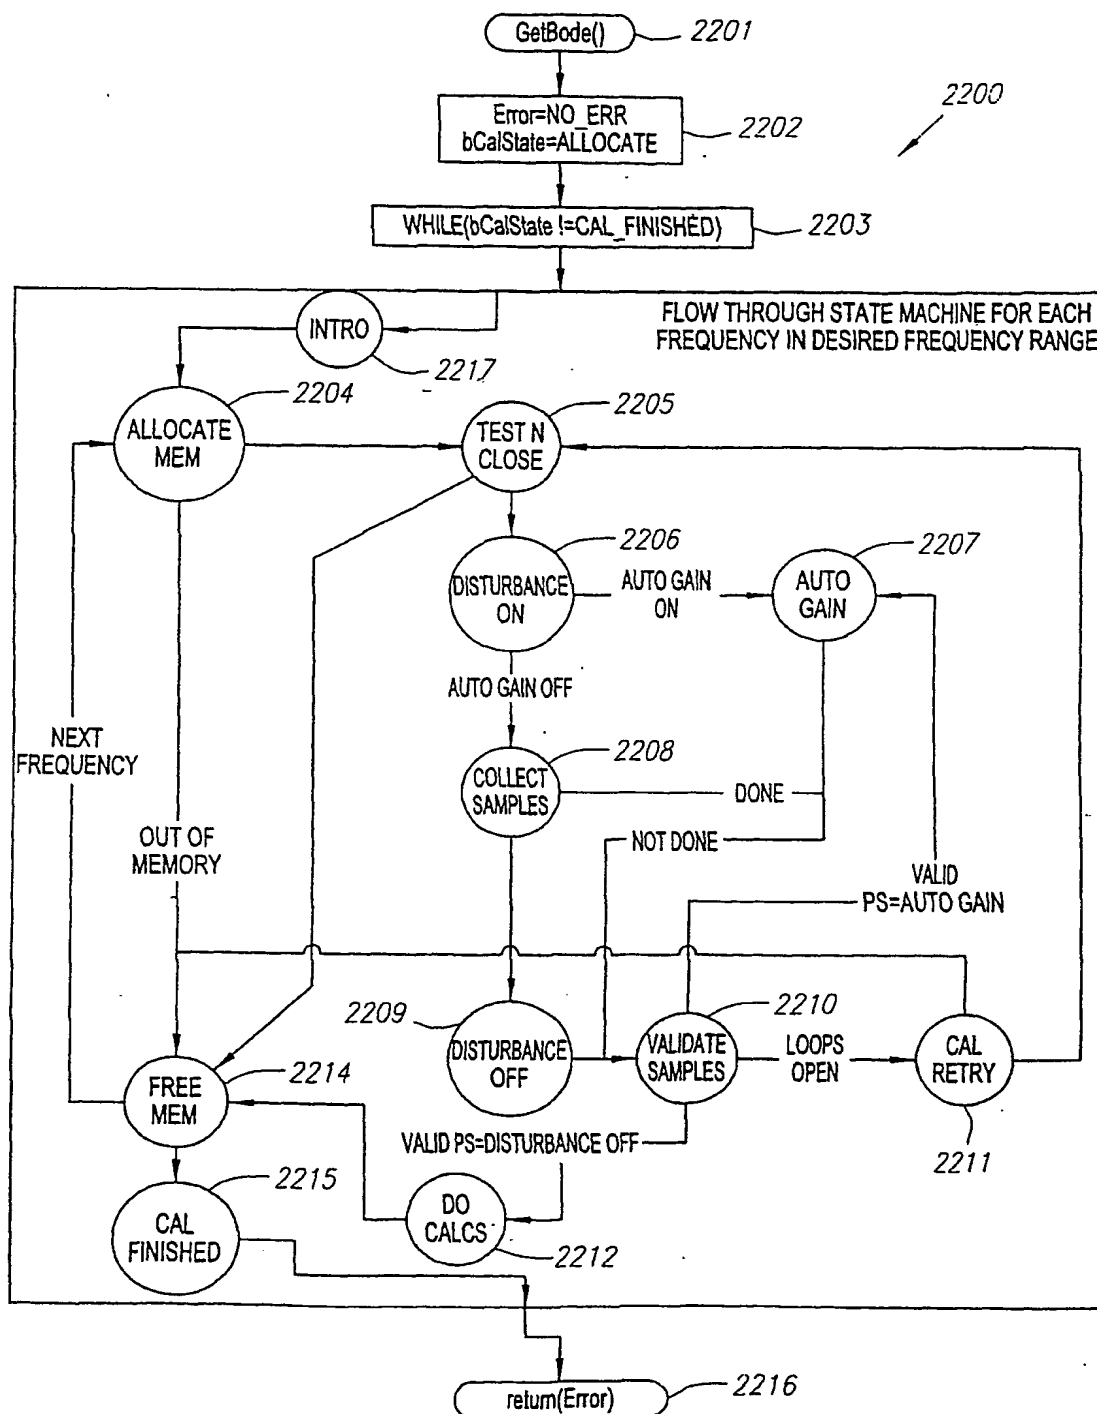 GetBode()
2201
2200
Error=NO_ERR
bCalState=ALLOCATE
2202
WHILE(bCalState !=CAL_FINISHED)
2203
FLOW THROUGH STATE MACHINE FOR EACH
FREQUENCY IN DESIRED FREQUENCY RANGE
INTRO
2217
2204
ALLOCATE
MEM
2205
TEST N
CLOSE
2206
DISTURBANCE
ON
AUTO GAIN
ON
2207
AUTO
GAIN
AUTO GAIN OFF
NEXT
FREQUENCY
2208
COLLECT
SAMPLES
DONE
NOT DONE
OUT OF
MEMORY
VALID
PS=AUTO GAIN
2209
DISTURBANCE
OFF
2210
VALIDATE
SAMPLES
LOOPS
OPEN
CAL
RETRY
2211
2214
FREE
MEM
VALID PS=DISTURBANCE OFF
2215
CAL
FINISHED
DO
CALCS
2212
return(Error)
2216